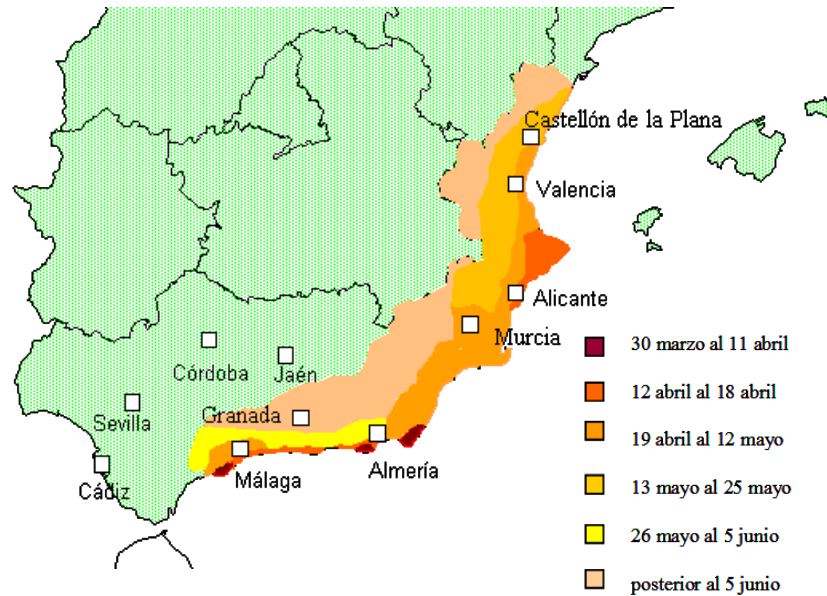 Castellón de la Plana
Valencia
Alicante
Murcia
Córdoba
Jaén
Sevilla
Granada
Cádiz
Málaga
Almería
30 marzo al 11 abril
12 abril al 18 abril
19 abril al 12 mayo
13 mayo al 25 mayo
26 mayo al 5 junio
posterior al 5 junio